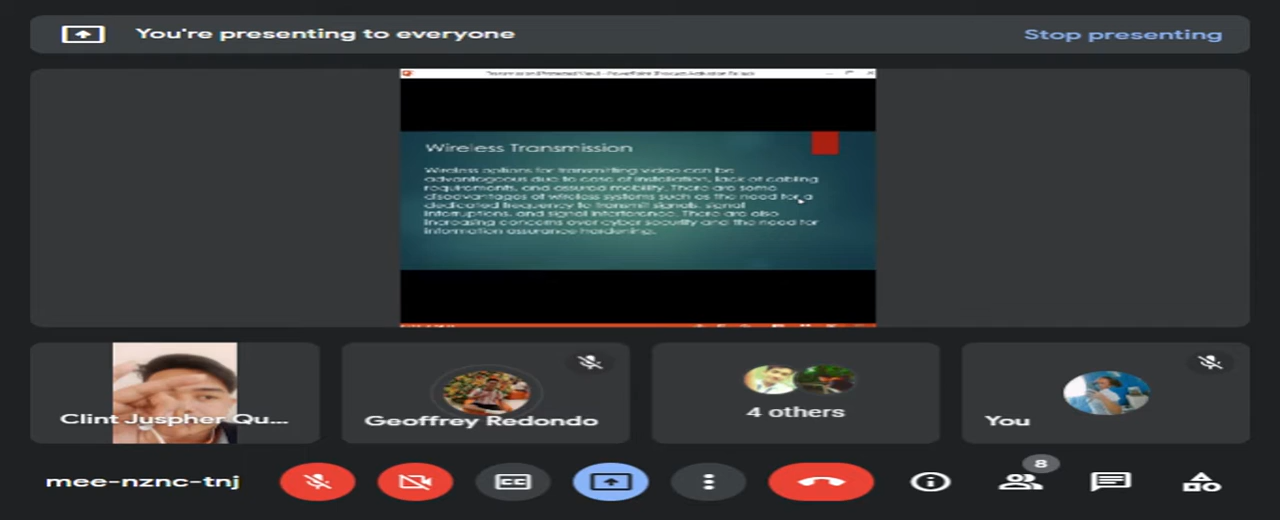 You're presenting to everyone
Stop presenting
Wireless Transmission
Wireless options for transmitting video can be
advantageous due to ease of installation, lack of cabling
requirements, and assured mobility. There are some
disadvantages of wireless systems such as the need for a
dedicated frequency to transmit signals, signal
interruptions, and signal interference. There are also
increasing concerns over cyber security and the need for
information assurance hardening.
Clint Juspher Qu...
Geoffrey Redondo
4 others
You
mee-nznc-tnj
CC
8